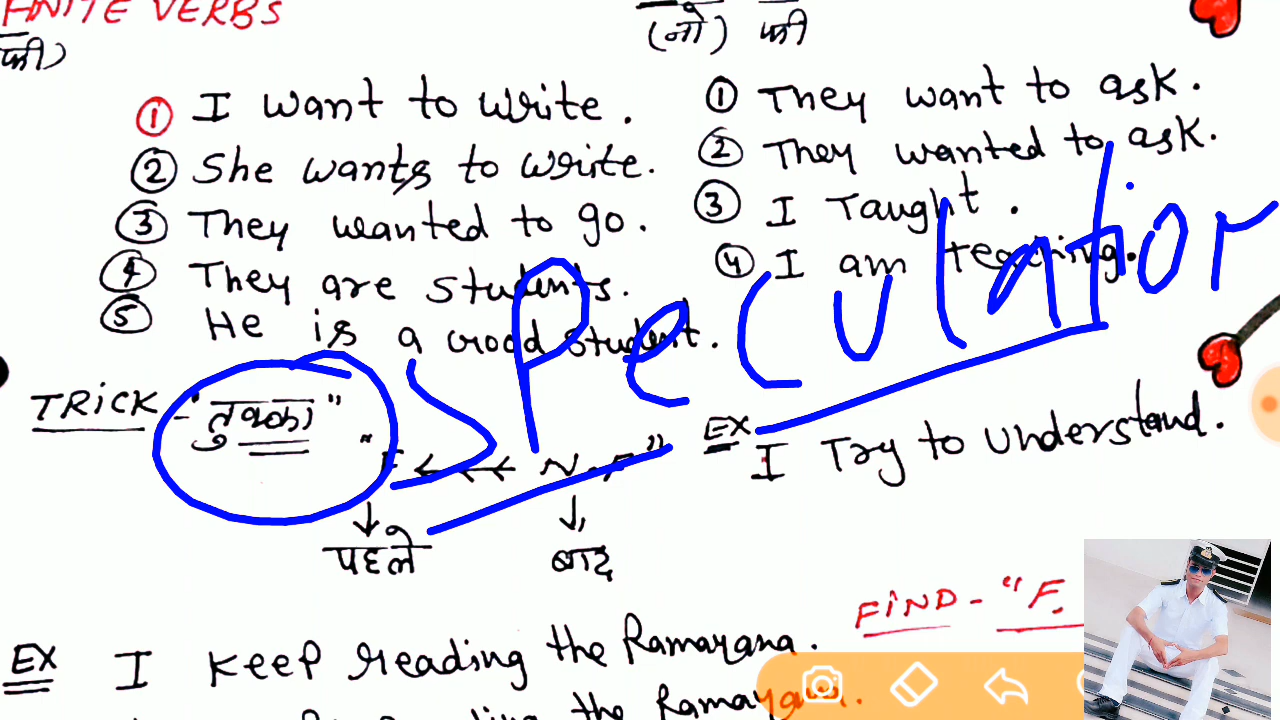 FINITE VERBS
(नो) फी
फी)
① I want to write.
② She wants to write.
③ They wanted to go.
④ They are students.
⑤ He is a good student.
① They want to ask.
② They wanted to ask.
③ I Taught.
④ I am teaching.
Speculation
TRICK - "तुक्का"
"F ← N.F"
पहले बाद
EX I Try to understand.
FIND - "F.
EX I keep reading the Ramayana.
reading the Ramayana.